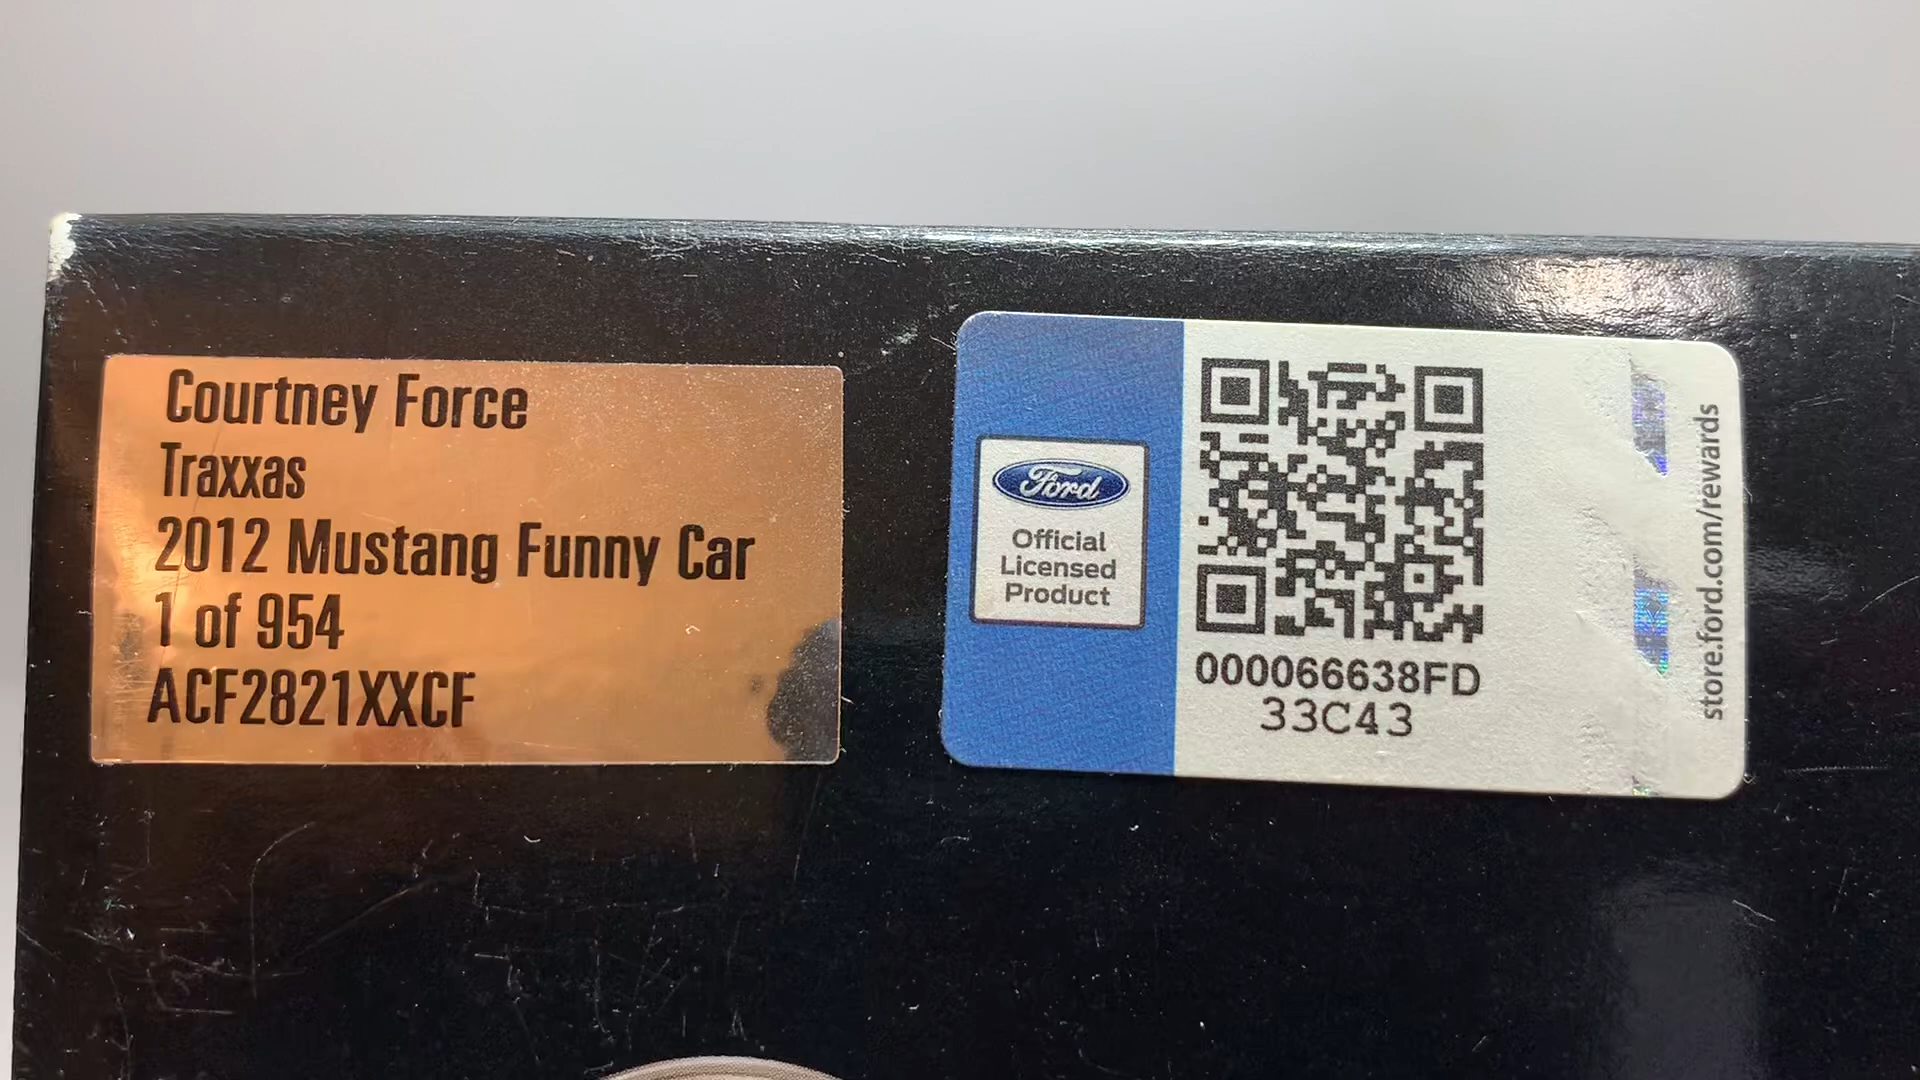 Courtney Force
Traxxas
2012 Mustang Funny Car
1 of 954
ACF2821XXCF
Ford
Official
Licensed
Product
000066638FD
33C43
store.ford.com/rewards